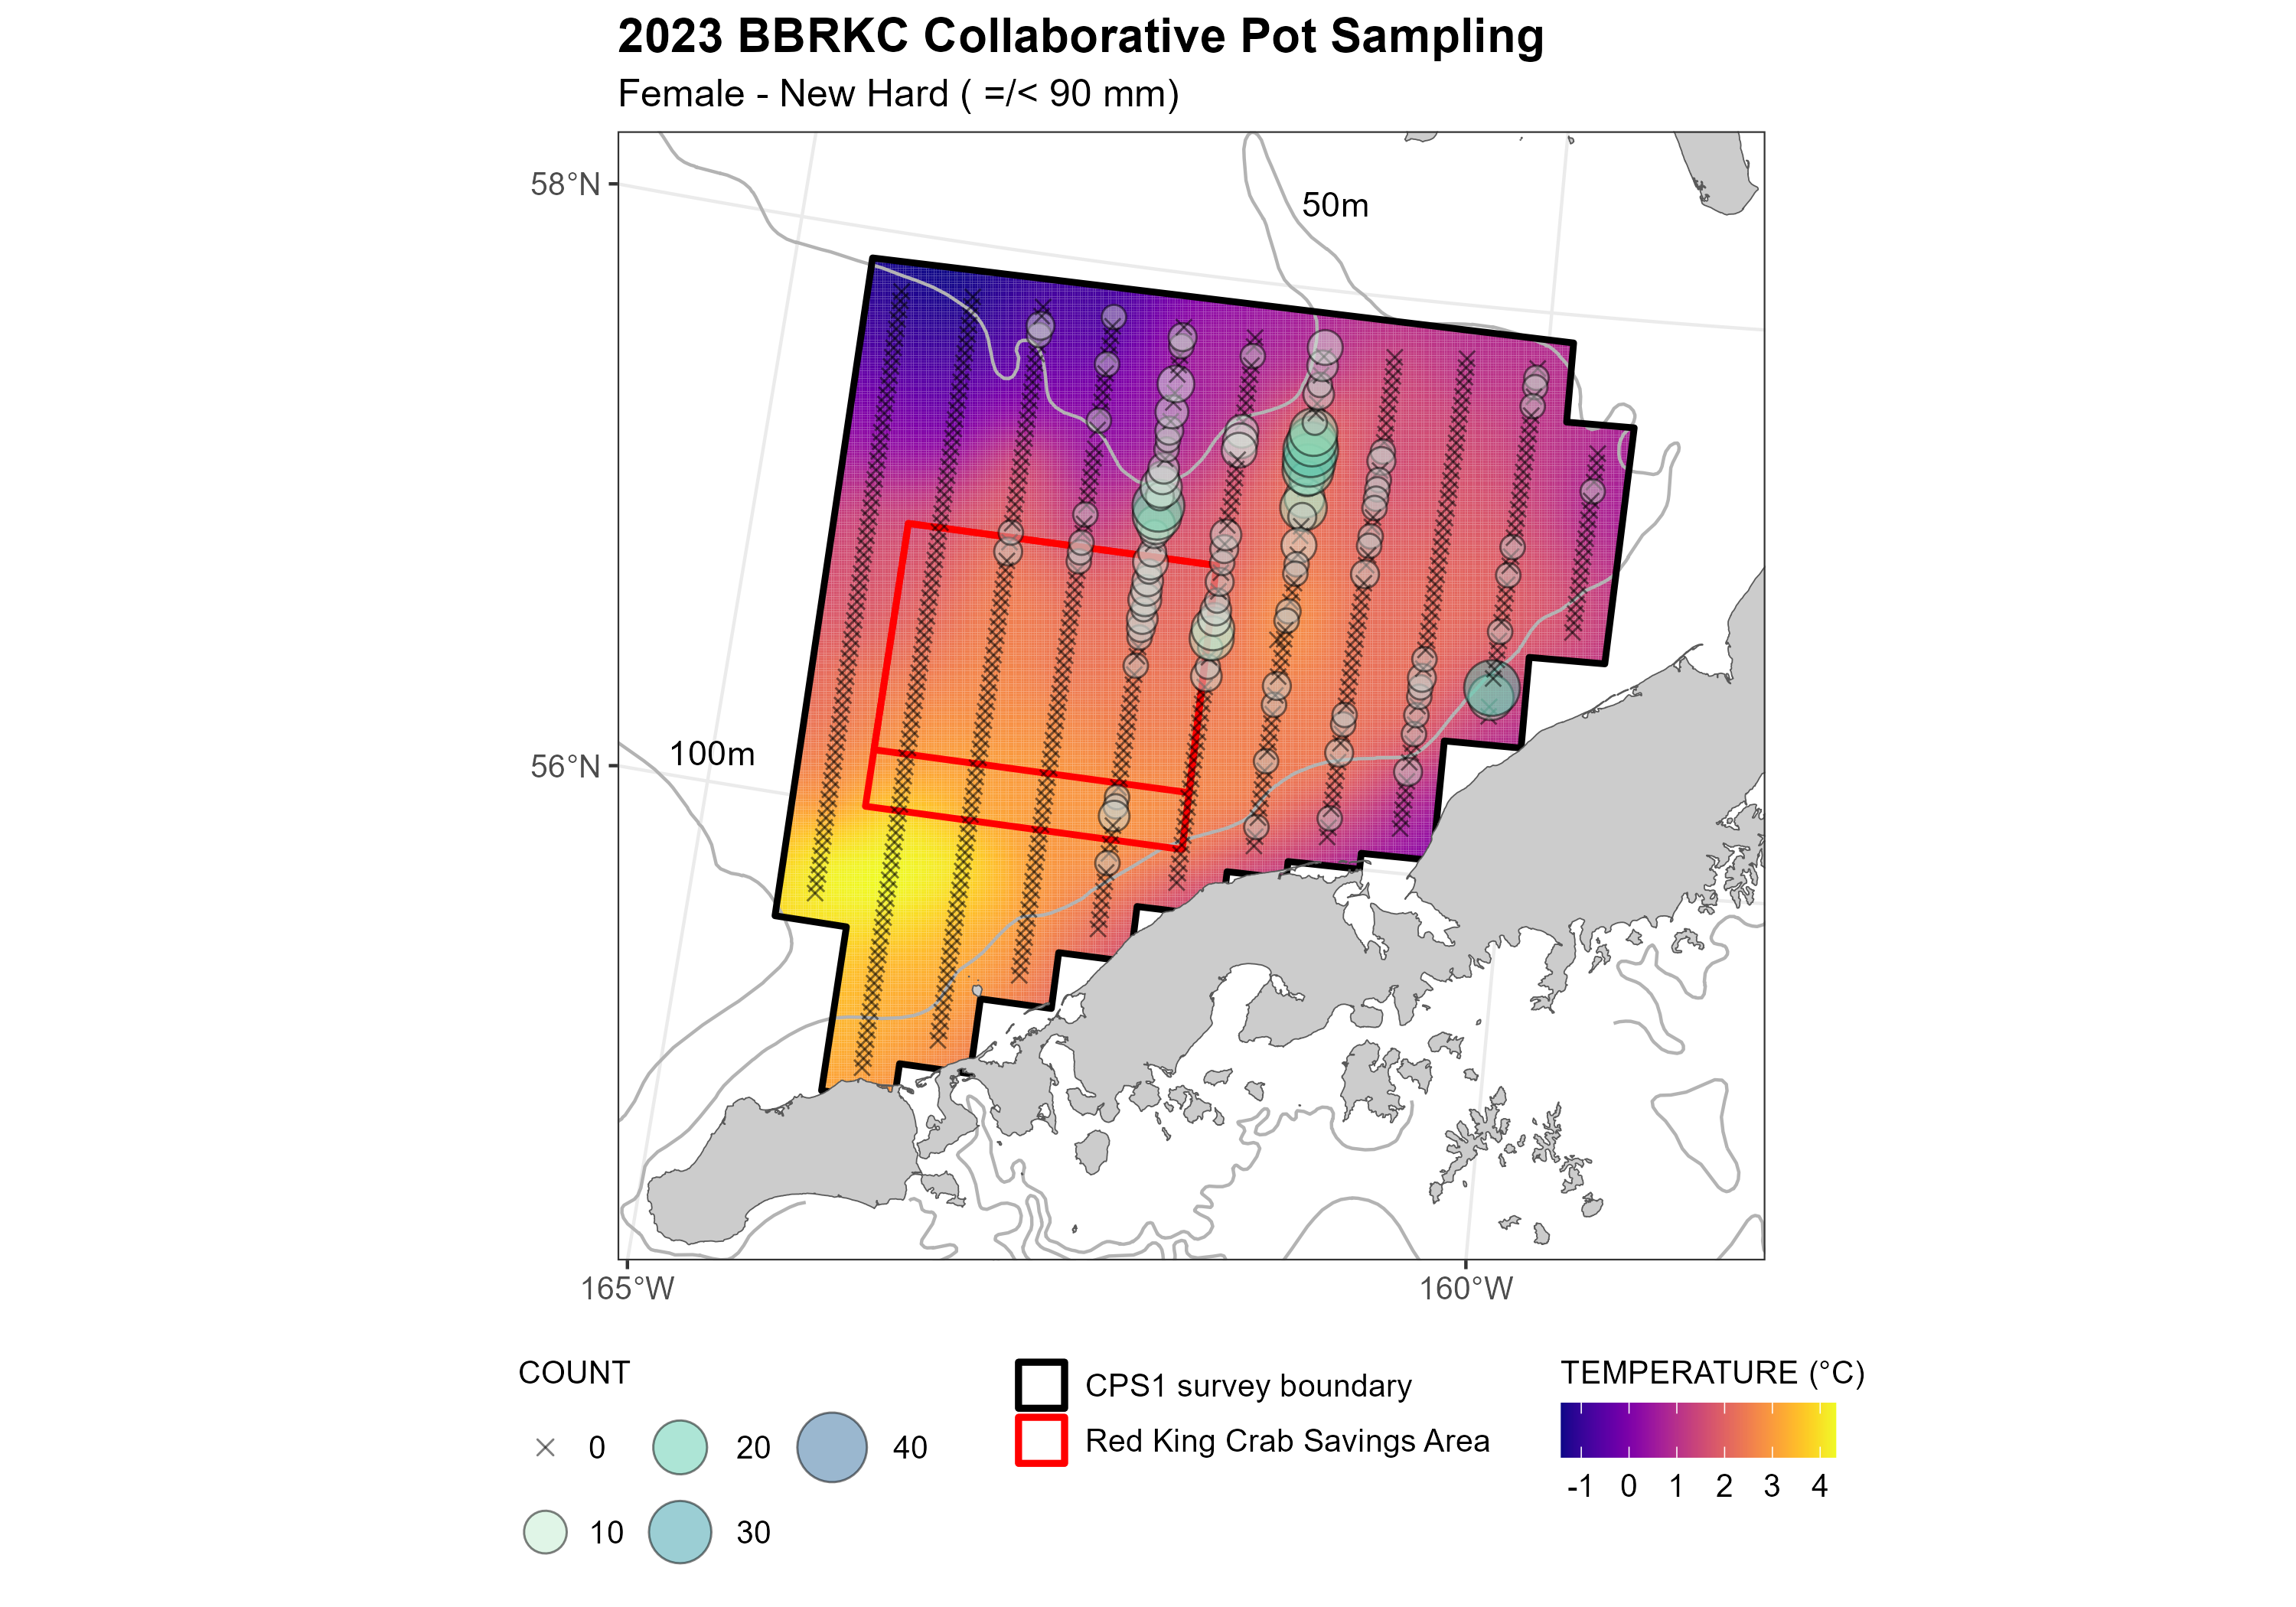 2023 BBRKC Collaborative Pot Sampling
Female - New Hard ( =/< 90 mm)
58°N
50m
56°N
100m
165°W
160°W
COUNT
0
20
40
10
30
CPS1 survey boundary
Red King Crab Savings Area
TEMPERATURE (°C)
-1 0 1 2 3 4